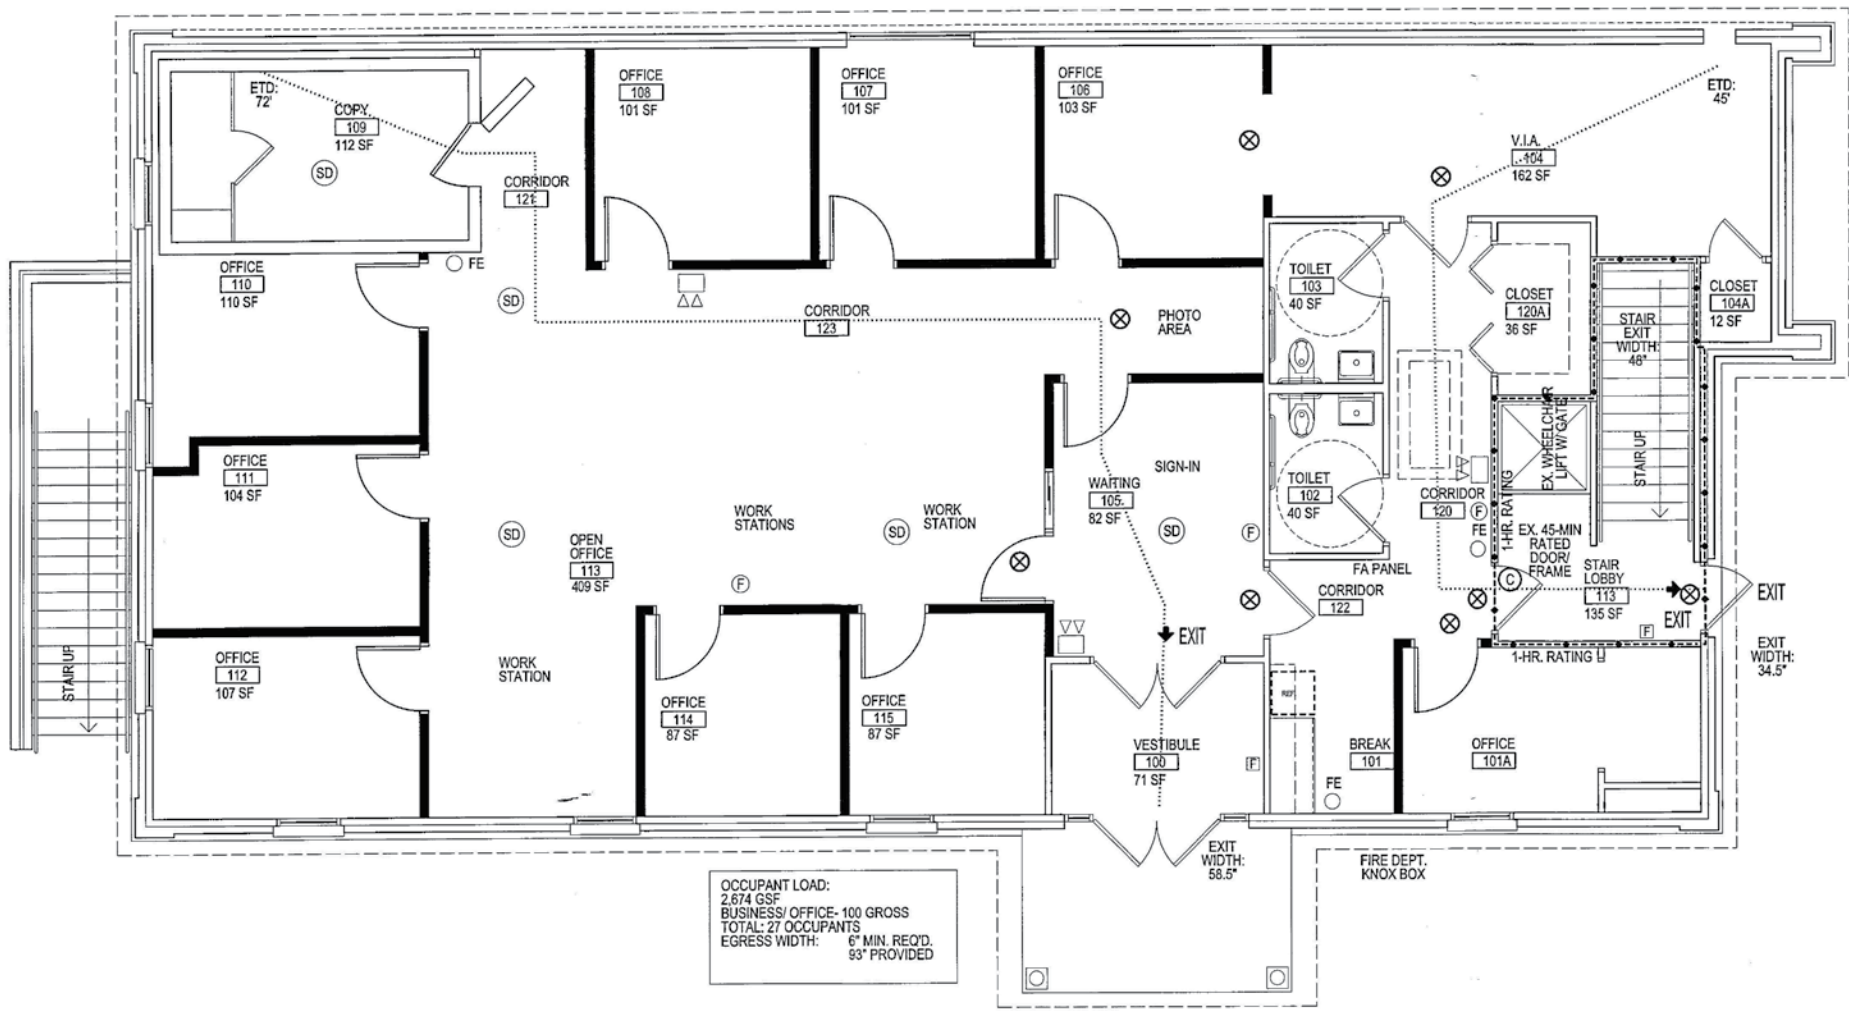 ETD:
72'
COPY
109
112 SF
SD
CORRIDOR
121
OFFICE
108
101 SF
OFFICE
107
101 SF
OFFICE
106
103 SF
ETD:
45'
V.I.A.
104
162 SF
OFFICE
110
110 SF
FE
SD
CORRIDOR
123
PHOTO
AREA
TOILET
103
40 SF
CLOSET
120A
36 SF
STAIR
EXIT
WIDTH:
48"
CLOSET
104A
12 SF
OFFICE
111
104 SF
SD
OPEN
OFFICE
113
409 SF
WORK
STATIONS
F
SD
WORK
STATION
WAITING
105
82 SF
SIGN-IN
SD
F
TOILET
102
40 SF
FA PANEL
CORRIDOR
120
F
FE
1-HR. RATING
EX. WHEELCHAIR
LIFT W/ GATE
STAIR UP
EX. 45-MIN
RATED
DOOR/
FRAME
C
STAIR
LOBBY
113
135 SF
EXIT
F
EXIT
EXIT
WIDTH:
34.5"
1-HR. RATING
CORRIDOR
122
EXIT
STAIR UP
OFFICE
112
107 SF
WORK
STATION
OFFICE
114
87 SF
OFFICE
115
87 SF
VESTIBULE
100
71 SF
F
REF.
BREAK
101
FE
OFFICE
101A
EXIT
WIDTH:
58.5"
FIRE DEPT.
KNOX BOX
OCCUPANT LOAD:
2,674 GSF
BUSINESS/ OFFICE- 100 GROSS
TOTAL: 27 OCCUPANTS
EGRESS WIDTH: 6" MIN. REQ'D.
93" PROVIDED